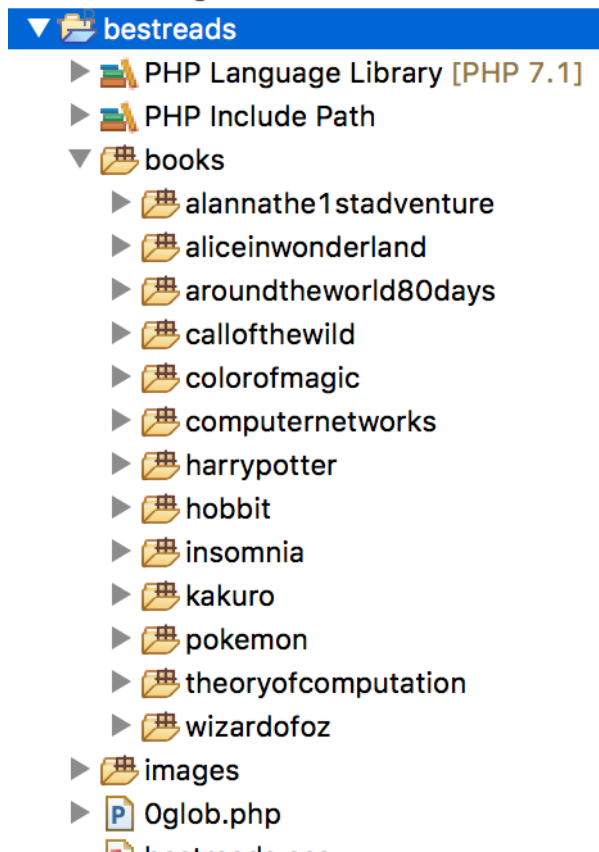 bestreads
PHP Language Library [PHP 7.1]
PHP Include Path
books
alannathe1stadventure
aliceinwonderland
aroundtheworld80days
callofthewild
colorofmagic
computernetworks
harrypotter
hobbit
insomnia
kakuro
pokemon
theoryofcomputation
wizardofoz
images
0glob.php